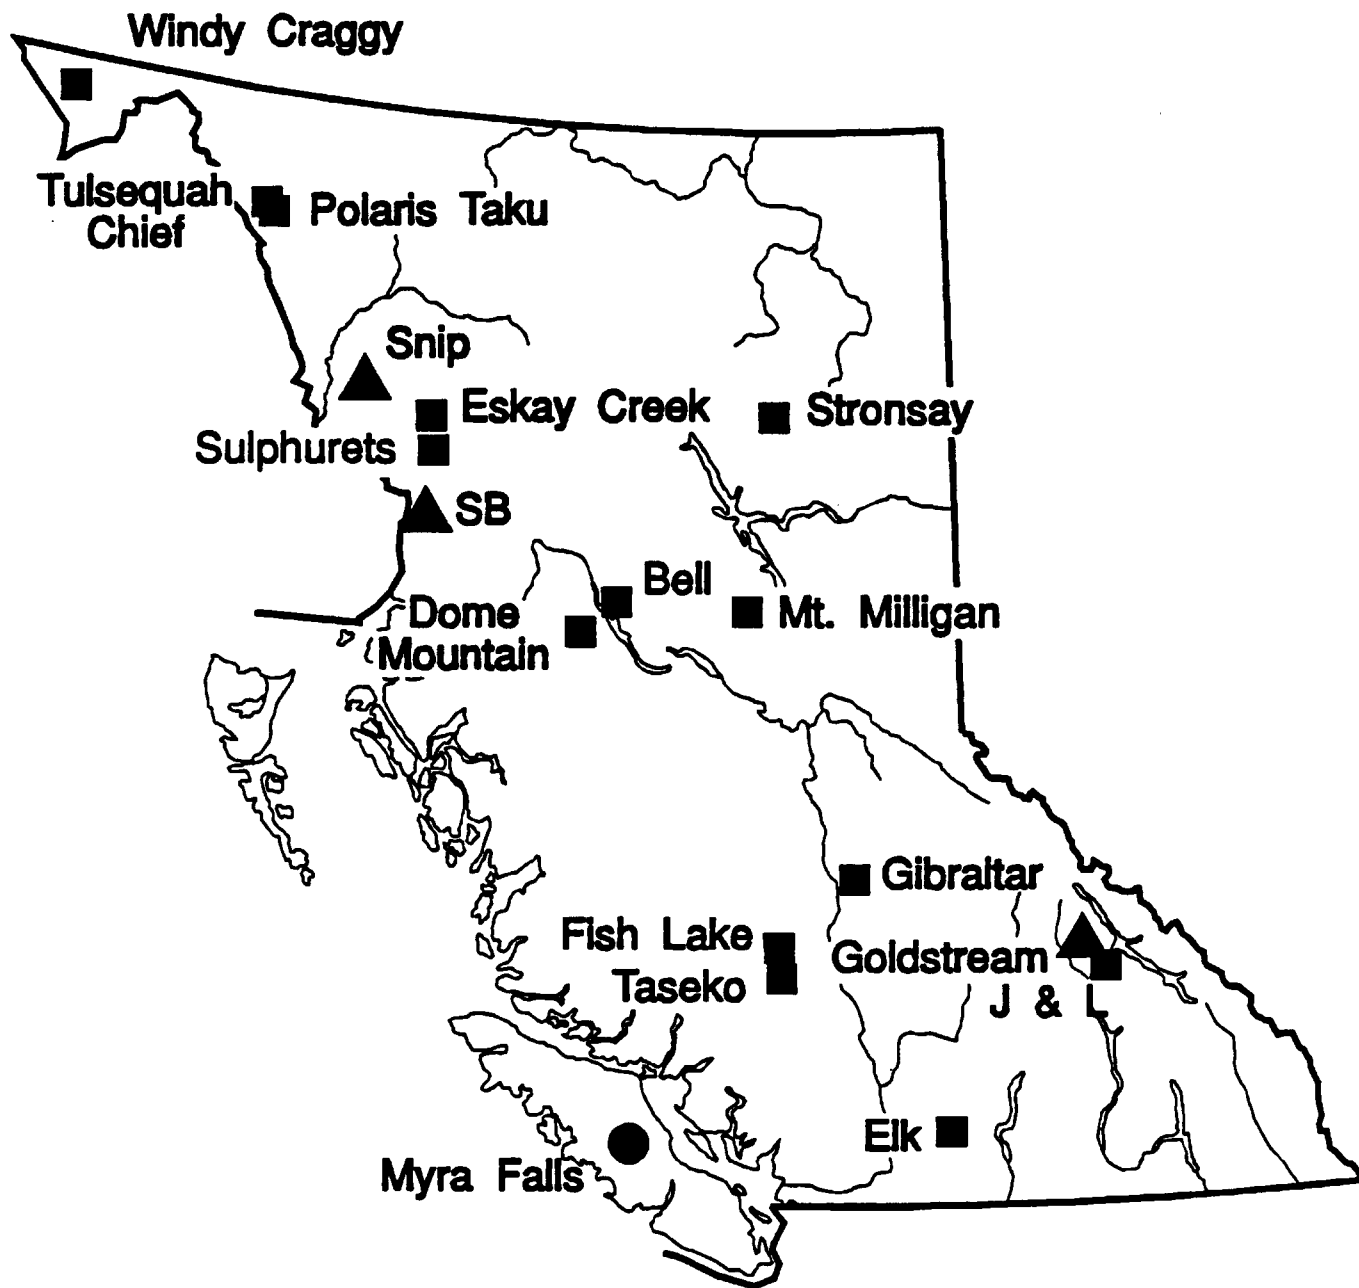 Windy Craggy
Tulsequah
Chief
Polaris Taku
Snip
Eskay Creek
Stronsay
Sulphurets
SB
Bell
Dome
Mountain
Mt. Milligan
Gibraltar
Fish Lake
Goldstream
Taseko
J & L
Elk
Myra Falls